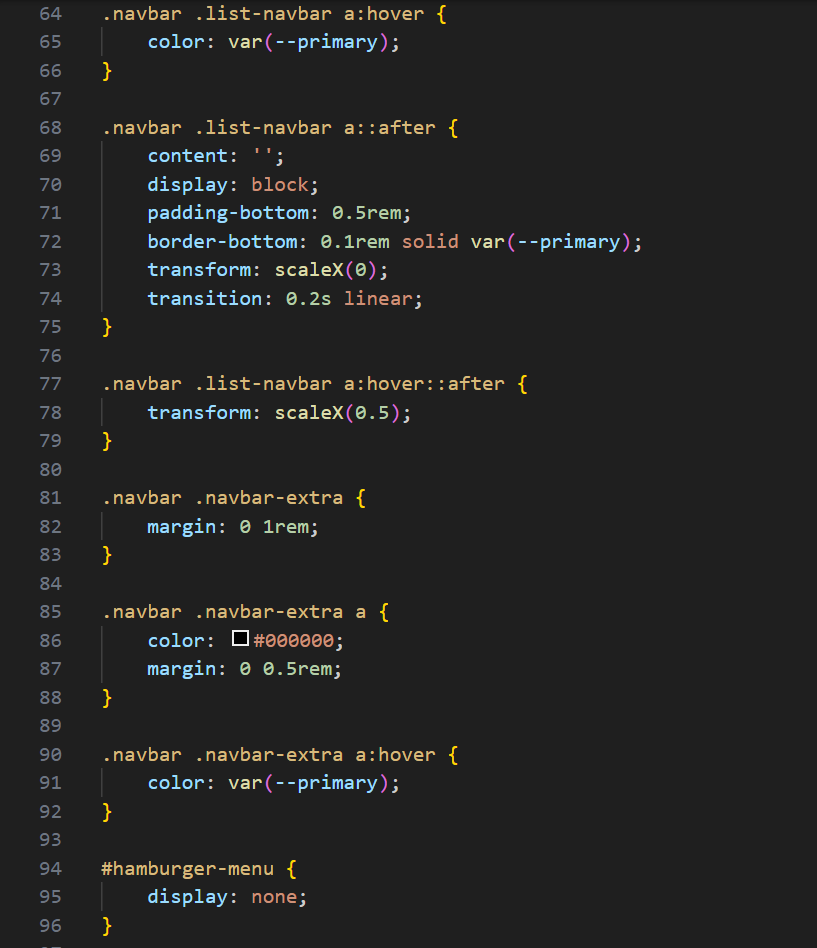 64 .navbar .list-navbar a:hover {
65     color: var(--primary);
66 }
67
68 .navbar .list-navbar a::after {
69     content: '';
70     display: block;
71     padding-bottom: 0.5rem;
72     border-bottom: 0.1rem solid var(--primary);
73     transform: scaleX(0);
74     transition: 0.2s linear;
75 }
76
77 .navbar .list-navbar a:hover::after {
78     transform: scaleX(0.5);
79 }
80
81 .navbar .navbar-extra {
82     margin: 0 1rem;
83 }
84
85 .navbar .navbar-extra a {
86     color: #000000;
87     margin: 0 0.5rem;
88 }
89
90 .navbar .navbar-extra a:hover {
91     color: var(--primary);
92 }
93
94 #hamburger-menu {
95     display: none;
96 }